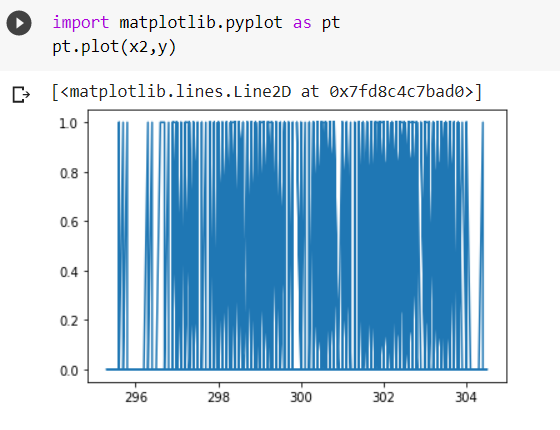 import matplotlib.pyplot as pt
pt.plot(x2,y)
[<matplotlib.lines.Line2D at 0x7fd8c4c7bad0>]
1.0
0.8
0.6
0.4
0.2
0.0
296 298 300 302 304